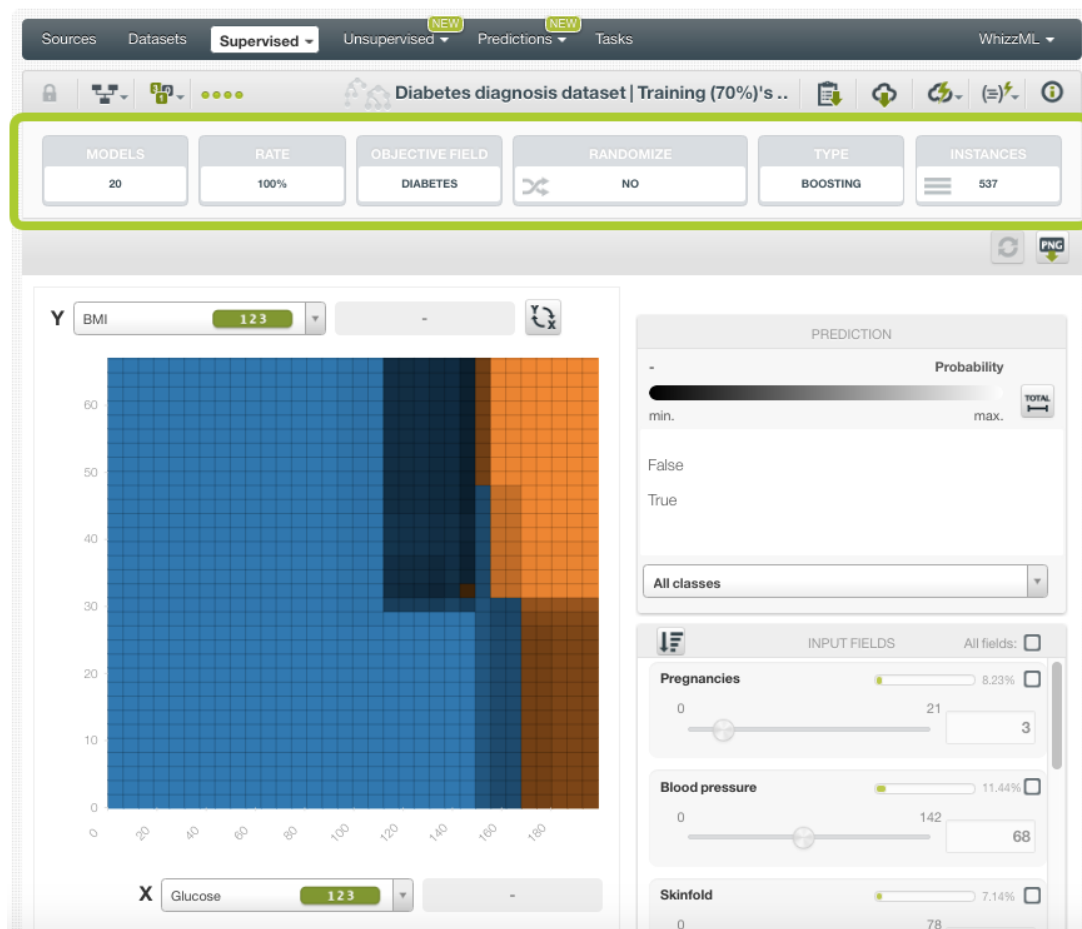 NEW NEW
Sources Datasets Supervised Unsupervised Predictions Tasks WhizzML
Diabetes diagnosis dataset | Training (70%)'s ..
MODELS RATE OBJECTIVE FIELD RANDOMIZE TYPE INSTANCES
20 100% DIABETES NO BOOSTING 537
PNG
Y BMI 123 - Y X
PREDICTION
- Probability
TOTAL
min. max.
False
True
All classes
60
50
40
30
20
10
0
0 20 40 60 80 100 120 140 160 180
INPUT FIELDS All fields:
Pregnancies 8.23%
0 21
3
Blood pressure 11.44%
0 142
68
Skinfold 7.14%
0 78
X Glucose 123 -